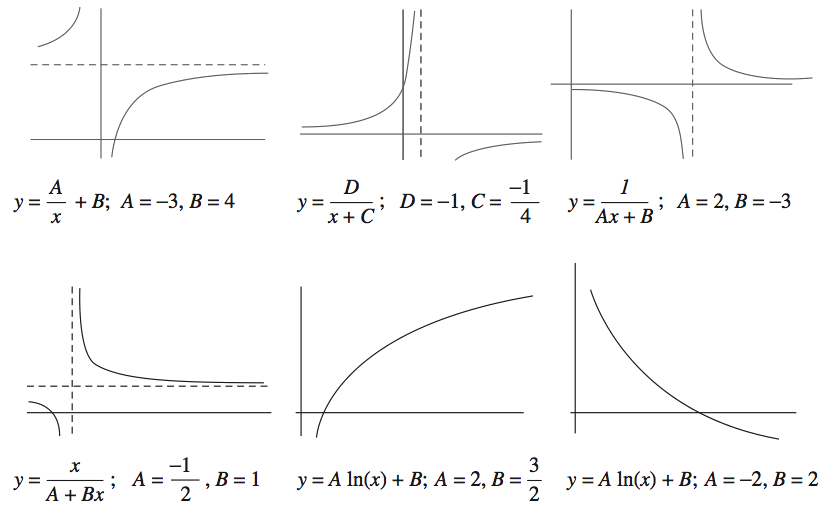 y = A/x + B; A = −3, B = 4
y = D/(x + C); D = −1, C = −1/4
y = 1/(Ax + B); A = 2, B = −3
y = x/(A + Bx); A = −1/2, B = 1
y = A ln(x) + B; A = 2, B = 3/2
y = A ln(x) + B; A = −2, B = 2